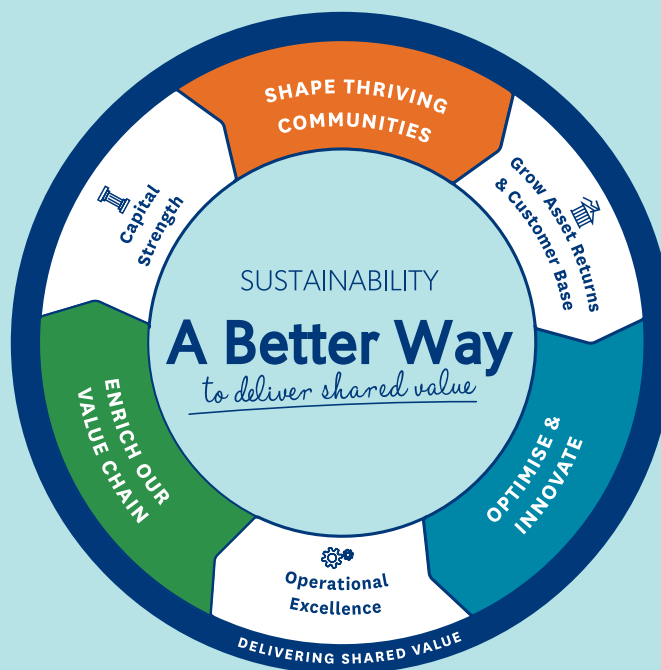 SHAPE THRIVING
COMMUNITIES
Grow Asset Returns
& Customer Base
OPTIMISE &
INNOVATE
Operational
Excellence
ENRICH OUR
VALUE CHAIN
Capital
Strength
SUSTAINABILITY
A Better Way
to deliver shared value
DELIVERING SHARED VALUE